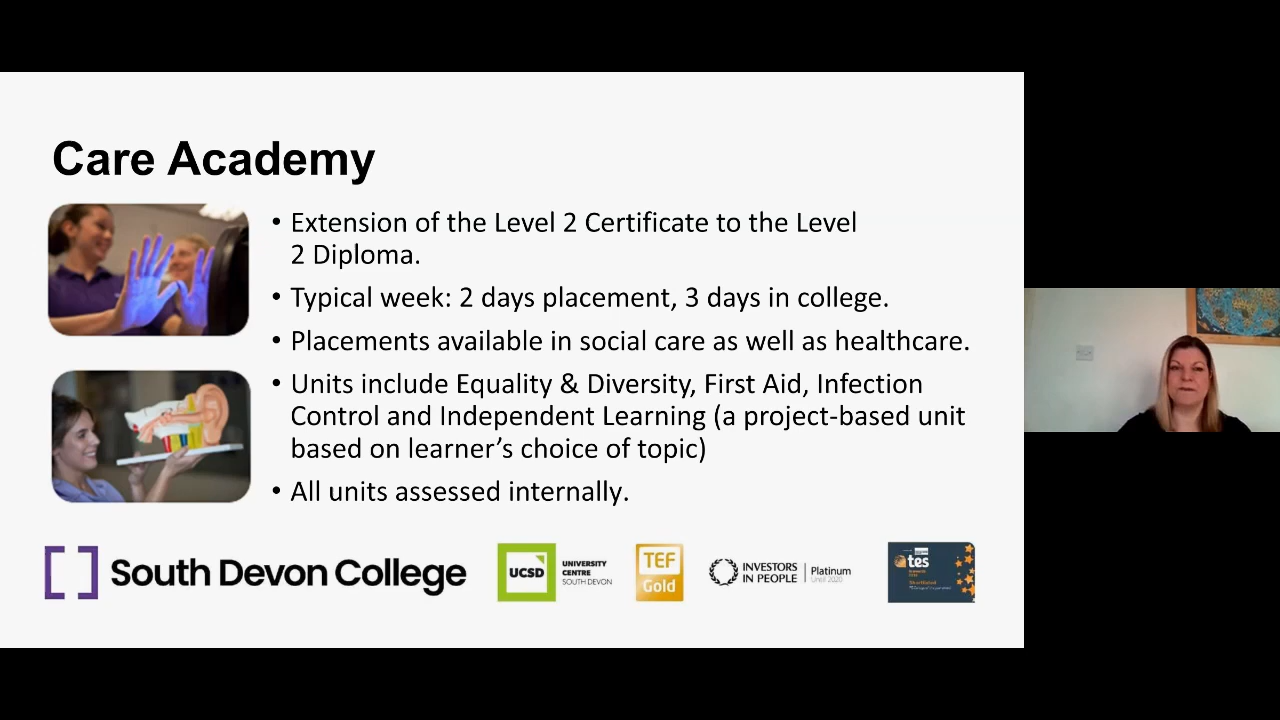 Care Academy
• Extension of the Level 2 Certificate to the Level
2 Diploma.
• Typical week: 2 days placement, 3 days in college.
• Placements available in social care as well as healthcare.
• Units include Equality & Diversity, First Aid, Infection
Control and Independent Learning (a project-based unit
based on learner’s choice of topic)
• All units assessed internally.
[ ] South Devon College
UCSD
UNIVERSITY
CENTRE
SOUTH DEVON
TEF
Gold
INVESTORS
IN PEOPLE
Platinum
Until 2020
tes